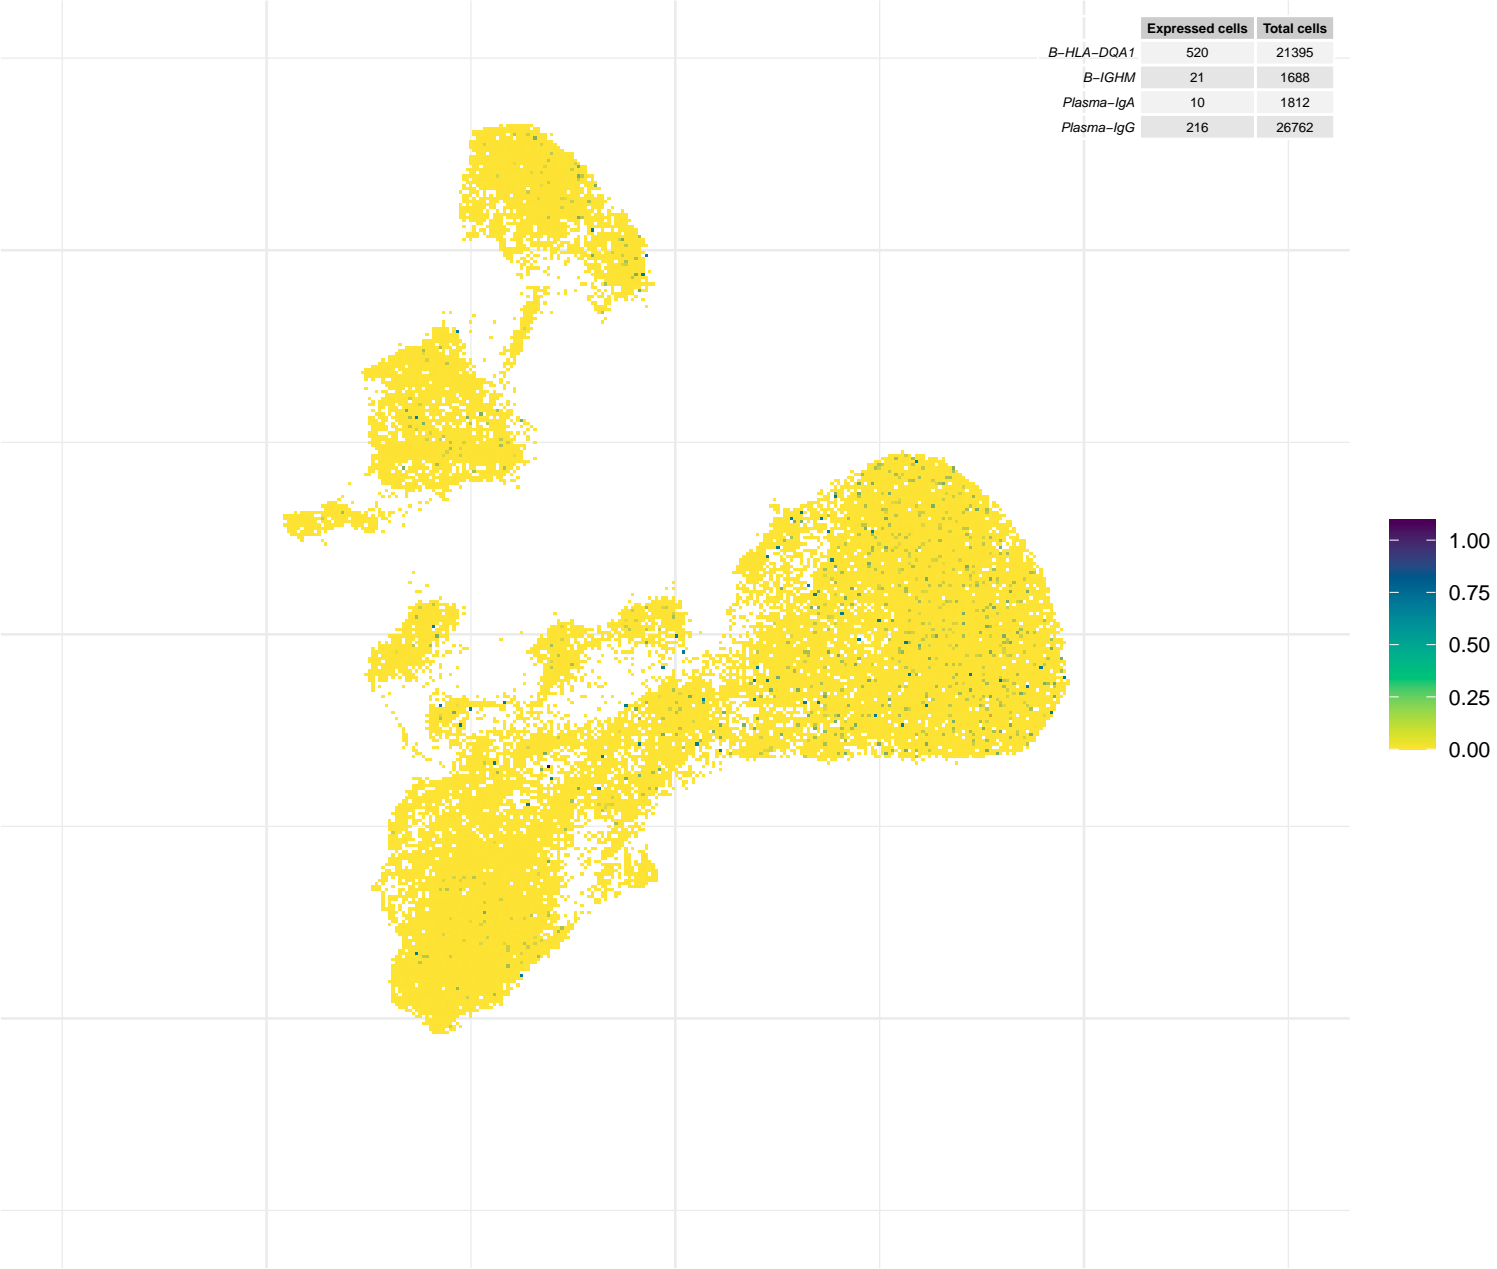 Expressed cells Total cells
B−HLA−DQA1 520 21395
B−IGHM 21 1688
Plasma−IgA 10 1812
Plasma−IgG 216 26762
1.00
0.75
0.50
0.25
0.00